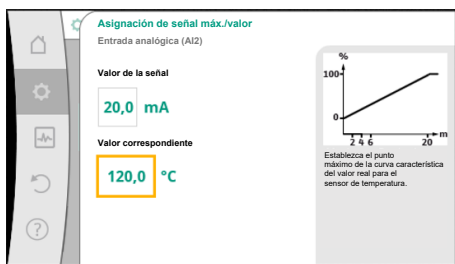 Asignación de señal máx./valor
Entrada analógica (AI2)
Valor de la señal
20,0 mA
Valor correspondiente
120,0 °C
%
100
0
2 4 6 20 m
Establezca el punto
máximo de la curva característica
del valor real para el
sensor de temperatura.
?